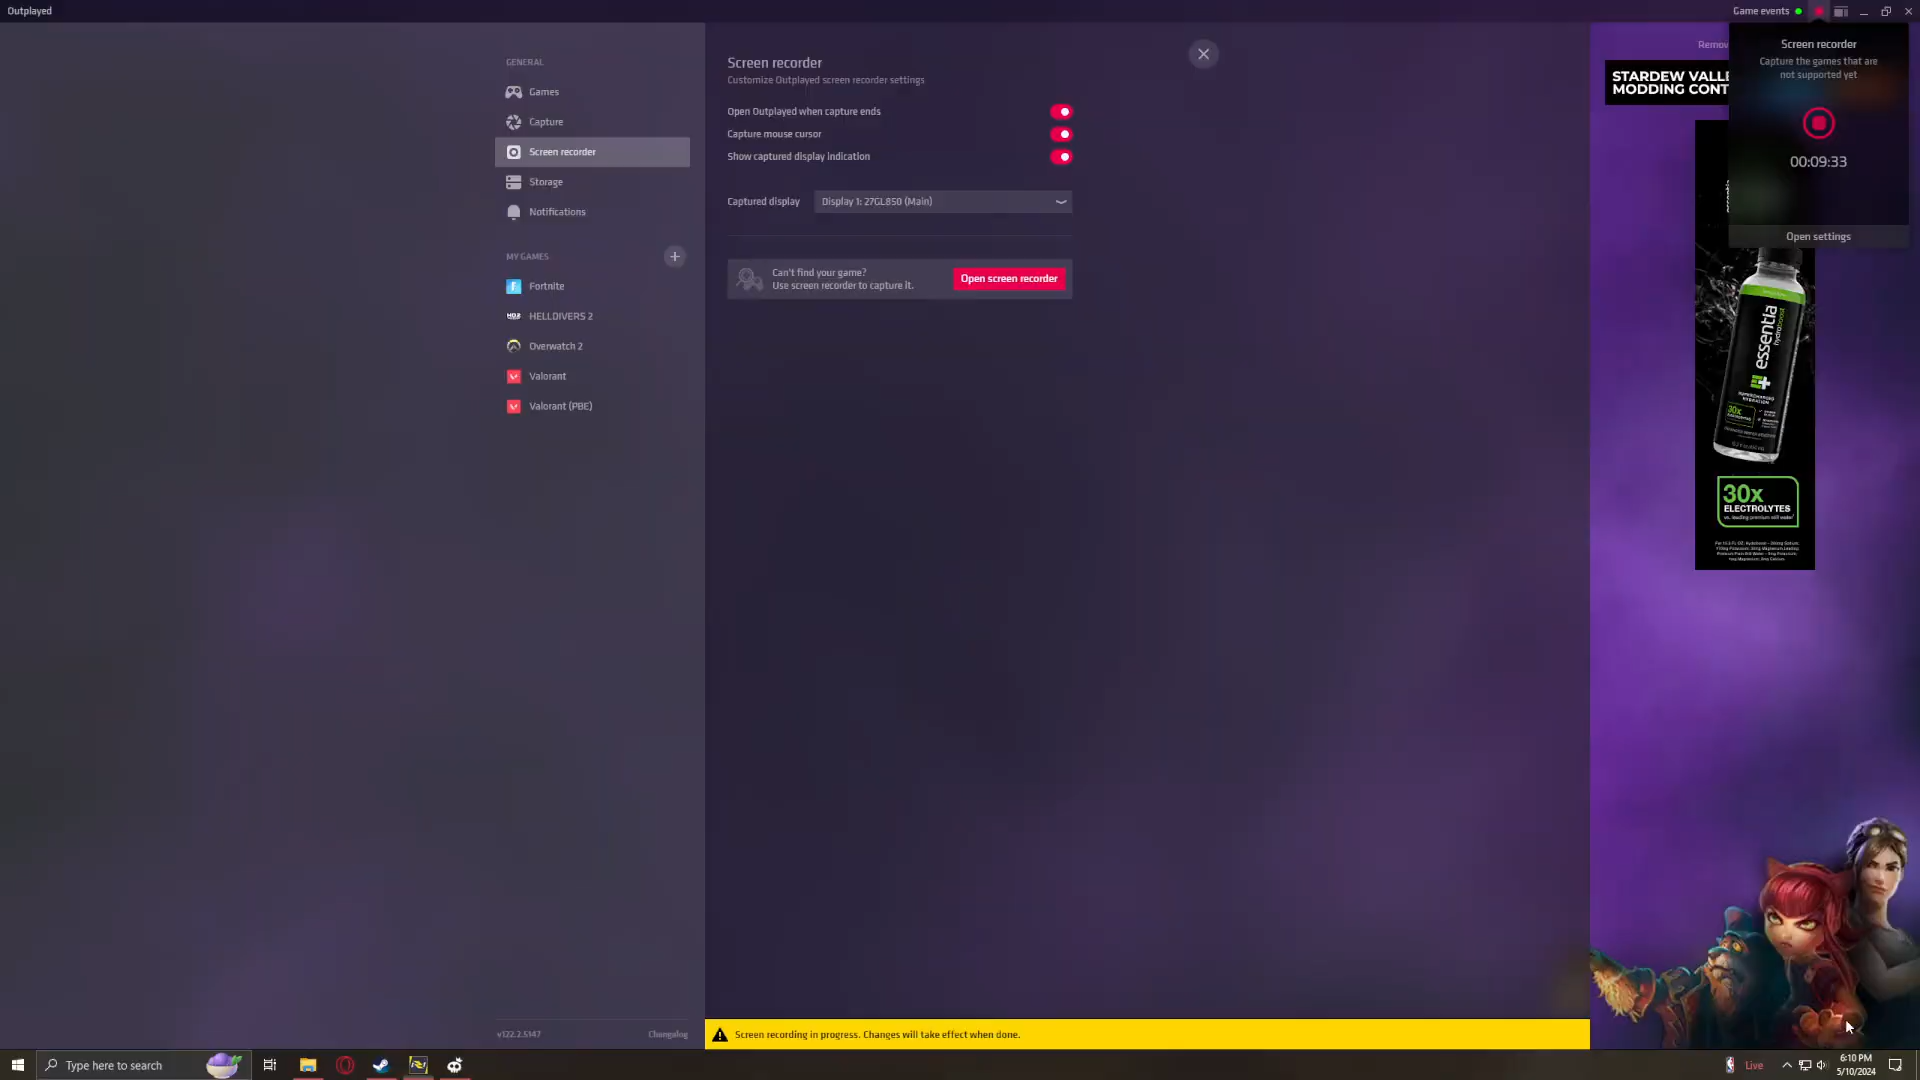 Outplayed
Game events
GENERAL
Games
Capture
Screen recorder
Storage
Notifications
MY GAMES
Fortnite
HELLDIVERS 2
Overwatch 2
Valorant
Valorant (PBE)
v122.2.5147
Changelog
Screen recorder
Customize Outplayed screen recorder settings
Open Outplayed when capture ends
Capture mouse cursor
Show captured display indication
Captured display
Display 1: 27GL850 (Main)
Can't find your game?
Use screen recorder to capture it.
Open screen recorder
Screen recording in progress. Changes will take effect when done.
Remov
STARDEW VALLE
MODDING CONT
Screen recorder
Capture the games that are
not supported yet
00:09:33
Open settings
essentia
hydroboost
30x
ELECTROLYTES
Type here to search
Live
6:10 PM
5/10/2024